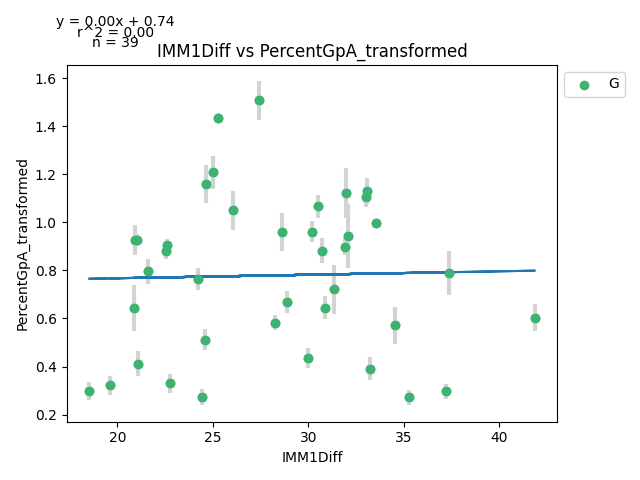 y = 0.00x + 0.74
r^2 = 0.00
n = 39
IMM1Diff vs PercentGpA_transformed
G
1.6
1.4
1.2
1.0
0.8
0.6
0.4
0.2
PercentGpA_transformed
20 25 30 35 40
IMM1Diff